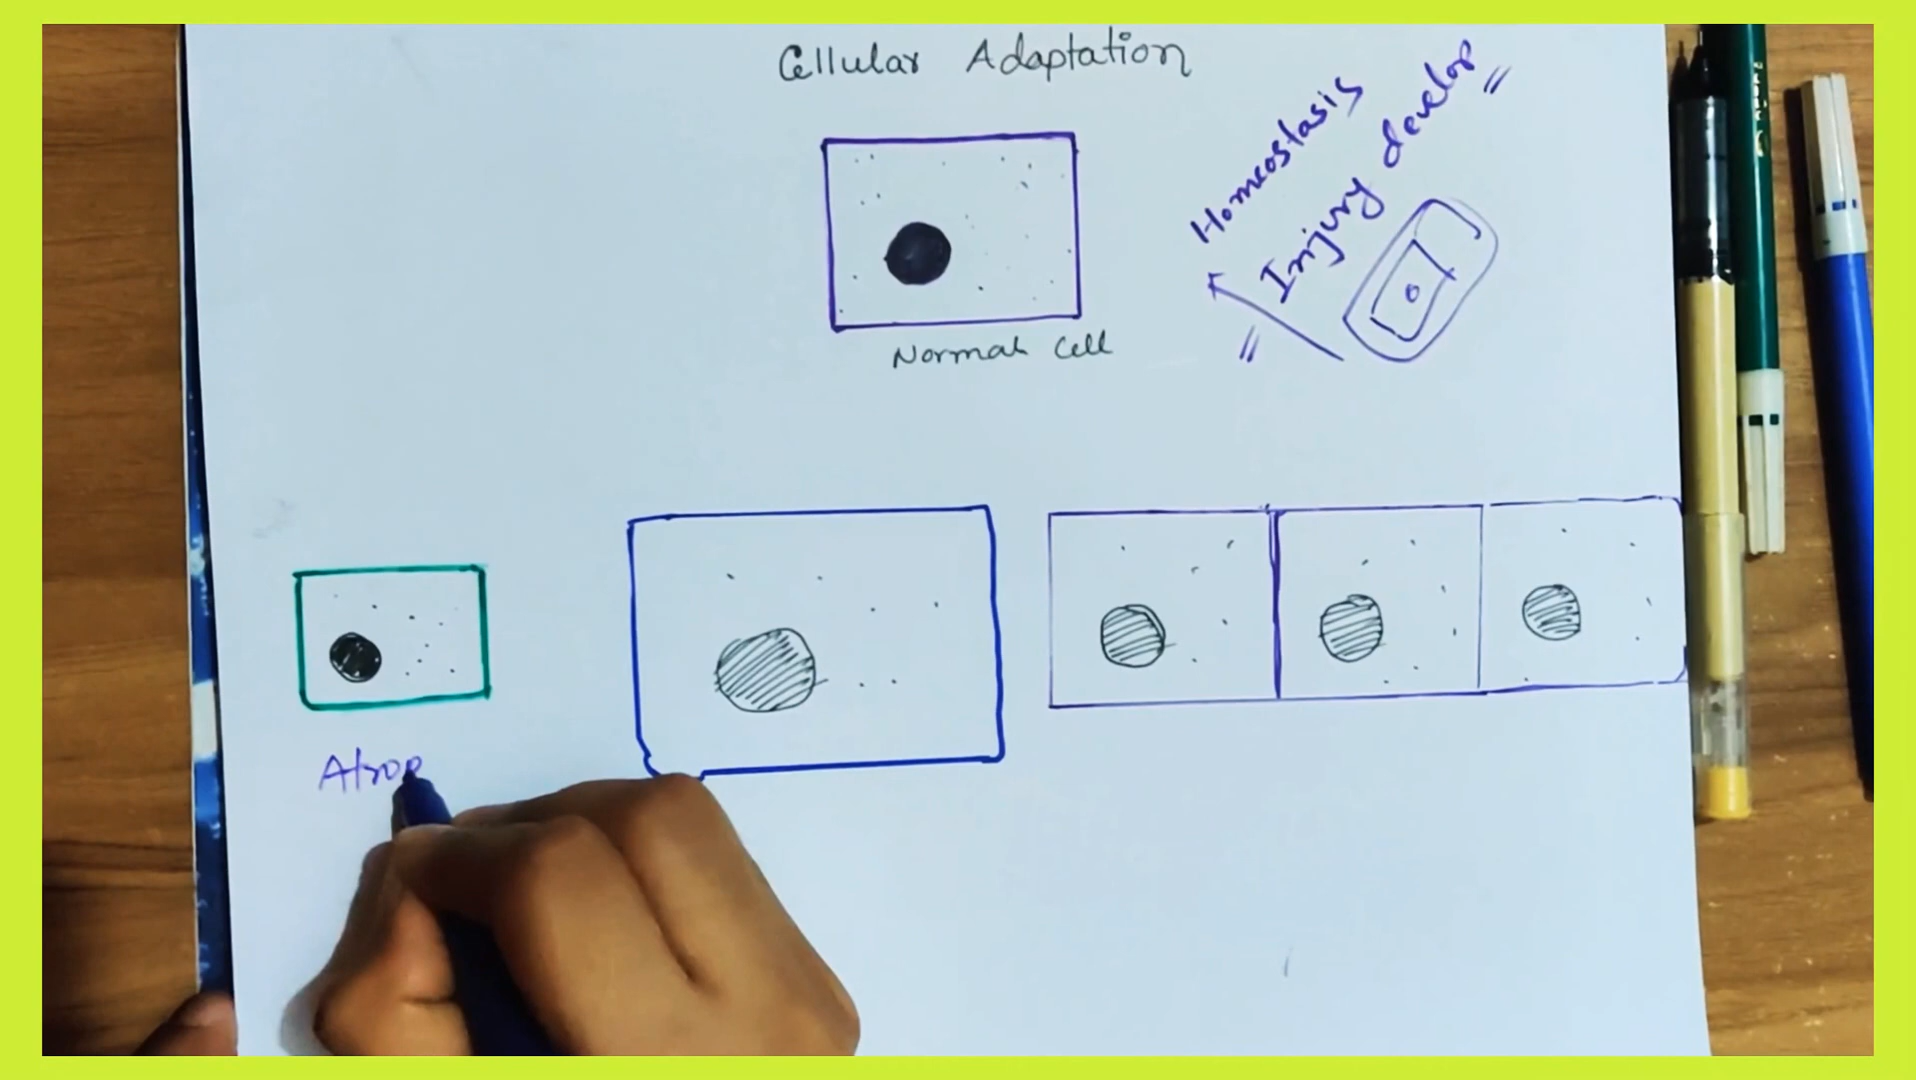 Cellular Adaptation
Homeostasis
Injury develop
Normal Cell
Atrop